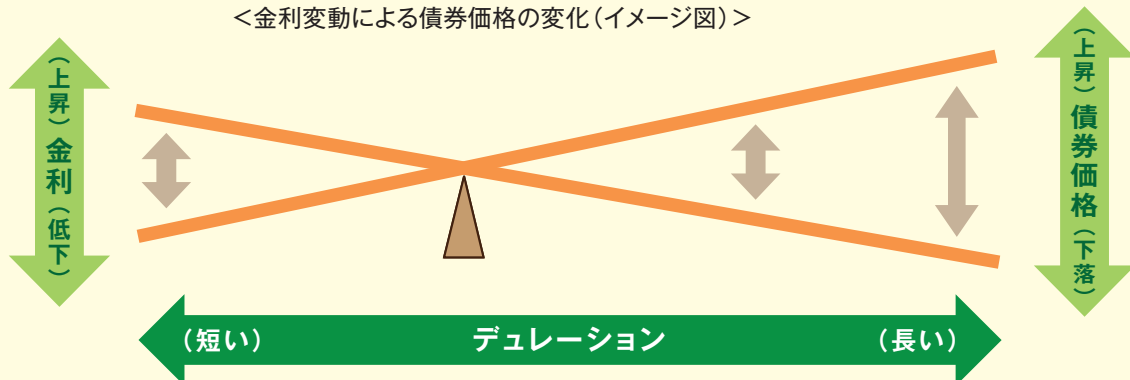 ＜金利変動による債券価格の変化（イメージ図）＞
（上昇）金利（低下）
（上昇）債券価格（下落）
（短い） デュレーション （長い）